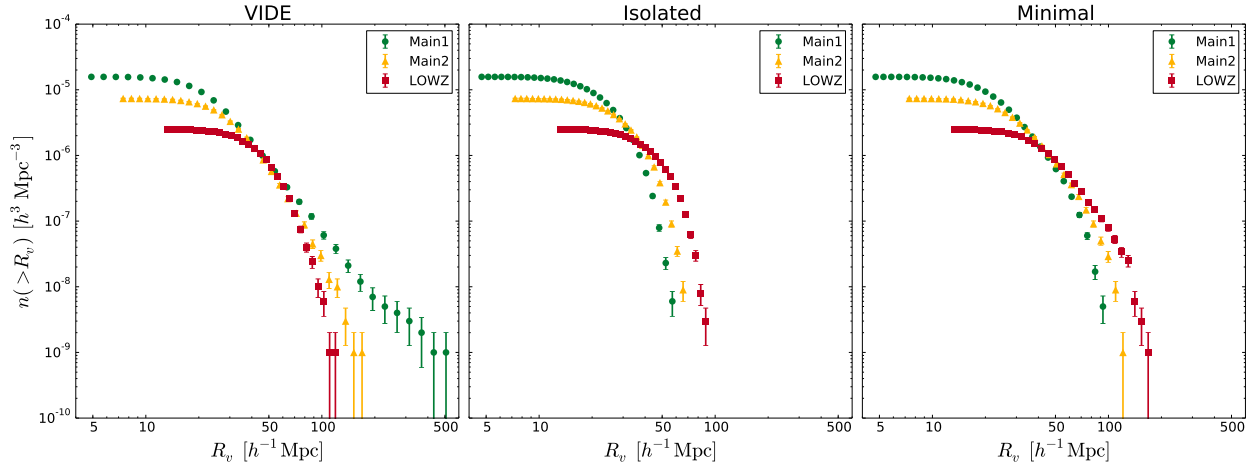 VIDE
Isolated
Minimal
10⁻⁴
10⁻⁵
10⁻⁶
10⁻⁷
10⁻⁸
10⁻⁹
10⁻¹⁰
n(>R_v) [h³ Mpc⁻³]
Main1
Main2
LOWZ
Main1
Main2
LOWZ
Main1
Main2
LOWZ
5 10 50 100 500
5 10 50 100 500
5 10 50 100 500
R_v [h⁻¹ Mpc]
R_v [h⁻¹ Mpc]
R_v [h⁻¹ Mpc]